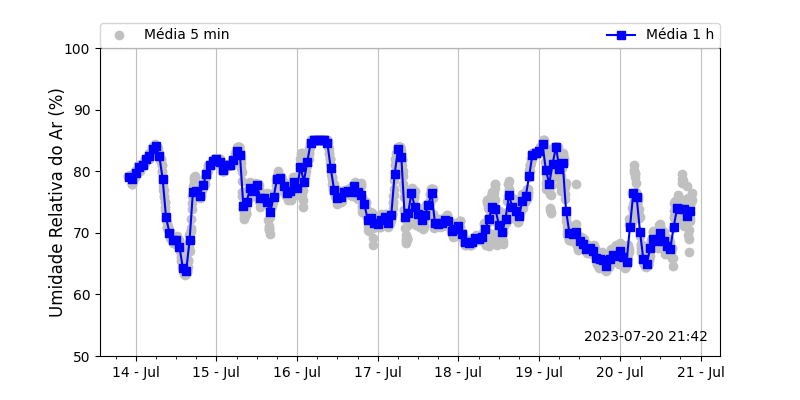 Média 5 min
Média 1 h
Umidade Relativa do Ar (%)
100
90
80
70
60
50
2023-07-20 21:42
14 - Jul
15 - Jul
16 - Jul
17 - Jul
18 - Jul
19 - Jul
20 - Jul
21 - Jul